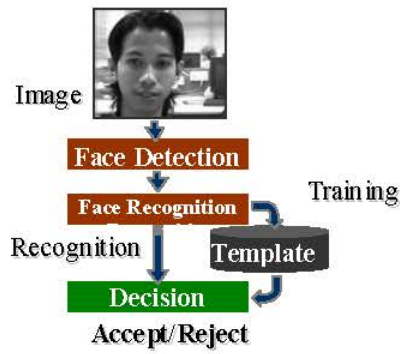 Image
Face Detection
Face Recognition
Training
Recognition
Template
Decision
Accept/Reject